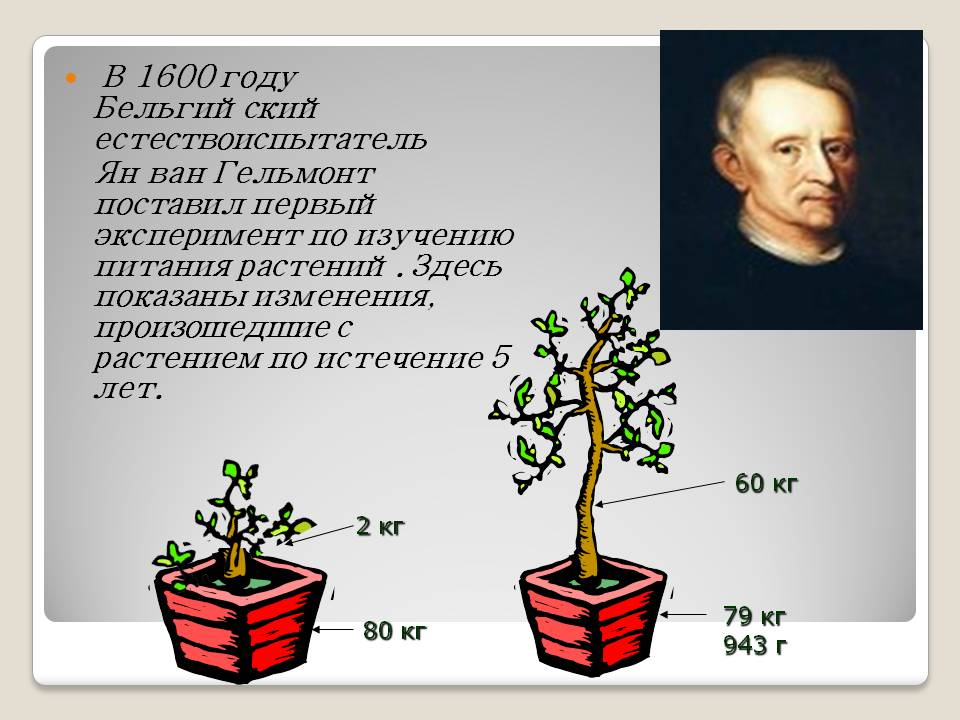 В 1600 году
Бельгий ский
естествоиспытатель
Ян ван Гельмонт
поставил первый
эксперимент по изучению
питания растений . Здесь
показаны изменения,
произошедшие с
растением по истечение 5
лет.
60 кг
2 кг
79 кг
943 г
80 кг